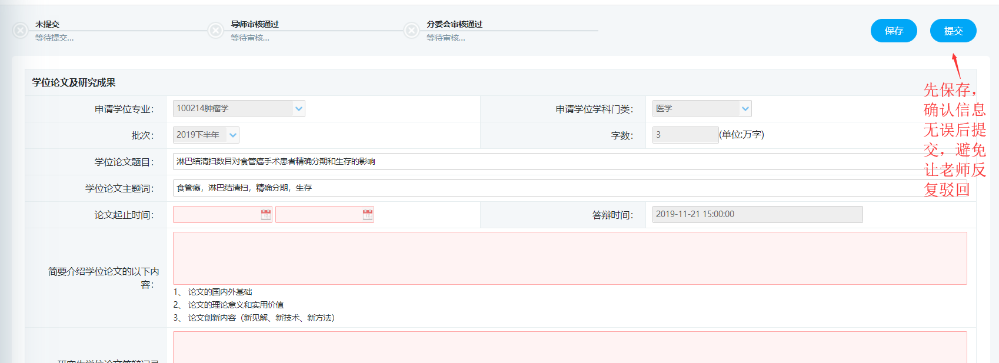 未提交
等待提交...
导师审核通过
等待审核...
分委会审核通过
等待审核...
保存
提交
先保存，
确认信息
无误后提
交，避免
让老师反
复驳回
学位论文及研究成果
申请学位专业：
100214肿瘤学
申请学位学科门类：
医学
批次：
2019下半年
字数：
3
(单位:万字)
学位论文题目：
淋巴结清扫数目对食管癌手术患者精确分期和生存的影响
学位论文主题词：
食管癌，淋巴结清扫，精确分期，生存
论文起止时间：
答辩时间：
2019-11-21 15:00:00
简要介绍学位论文的以下内
容：
1、 论文的国内外基础
2、 论文的理论意义和实用价值
3、 论文创新内容（新见解、新技术、新方法）
研究生学位论文答辩记录